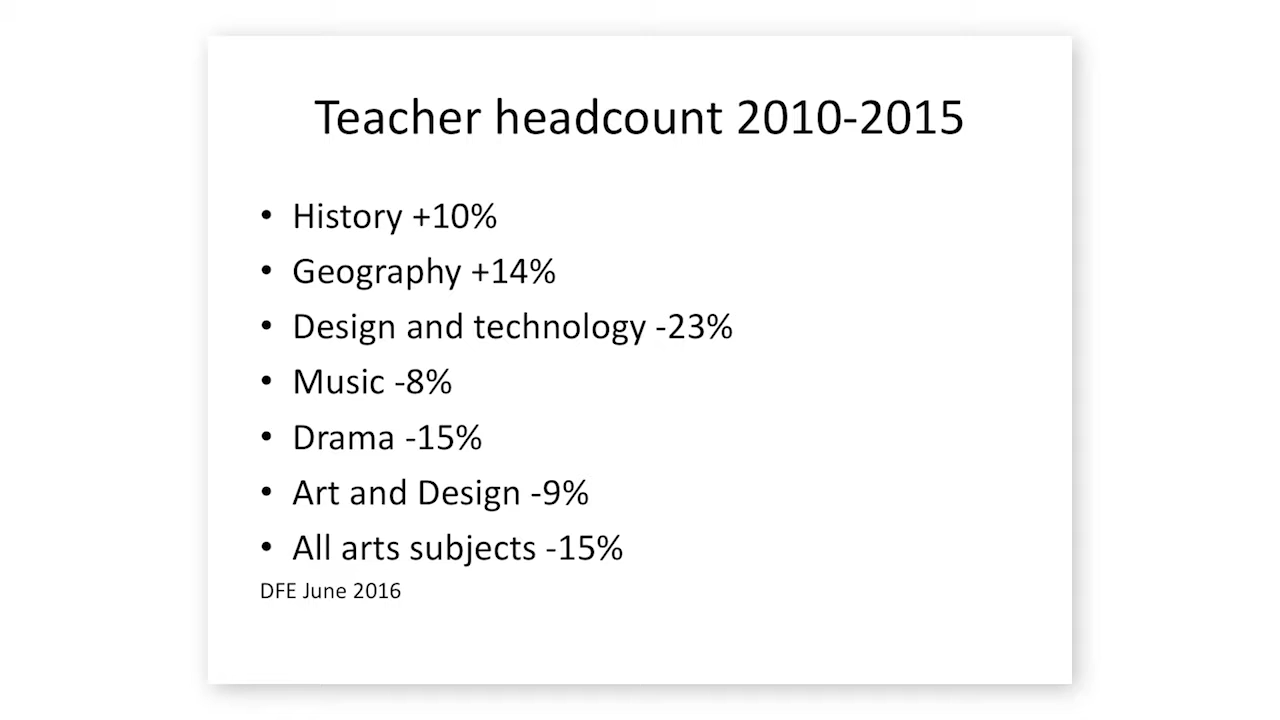 Teacher headcount 2010-2015
• History +10%
• Geography +14%
• Design and technology -23%
• Music -8%
• Drama -15%
• Art and Design -9%
• All arts subjects -15%
DFE June 2016